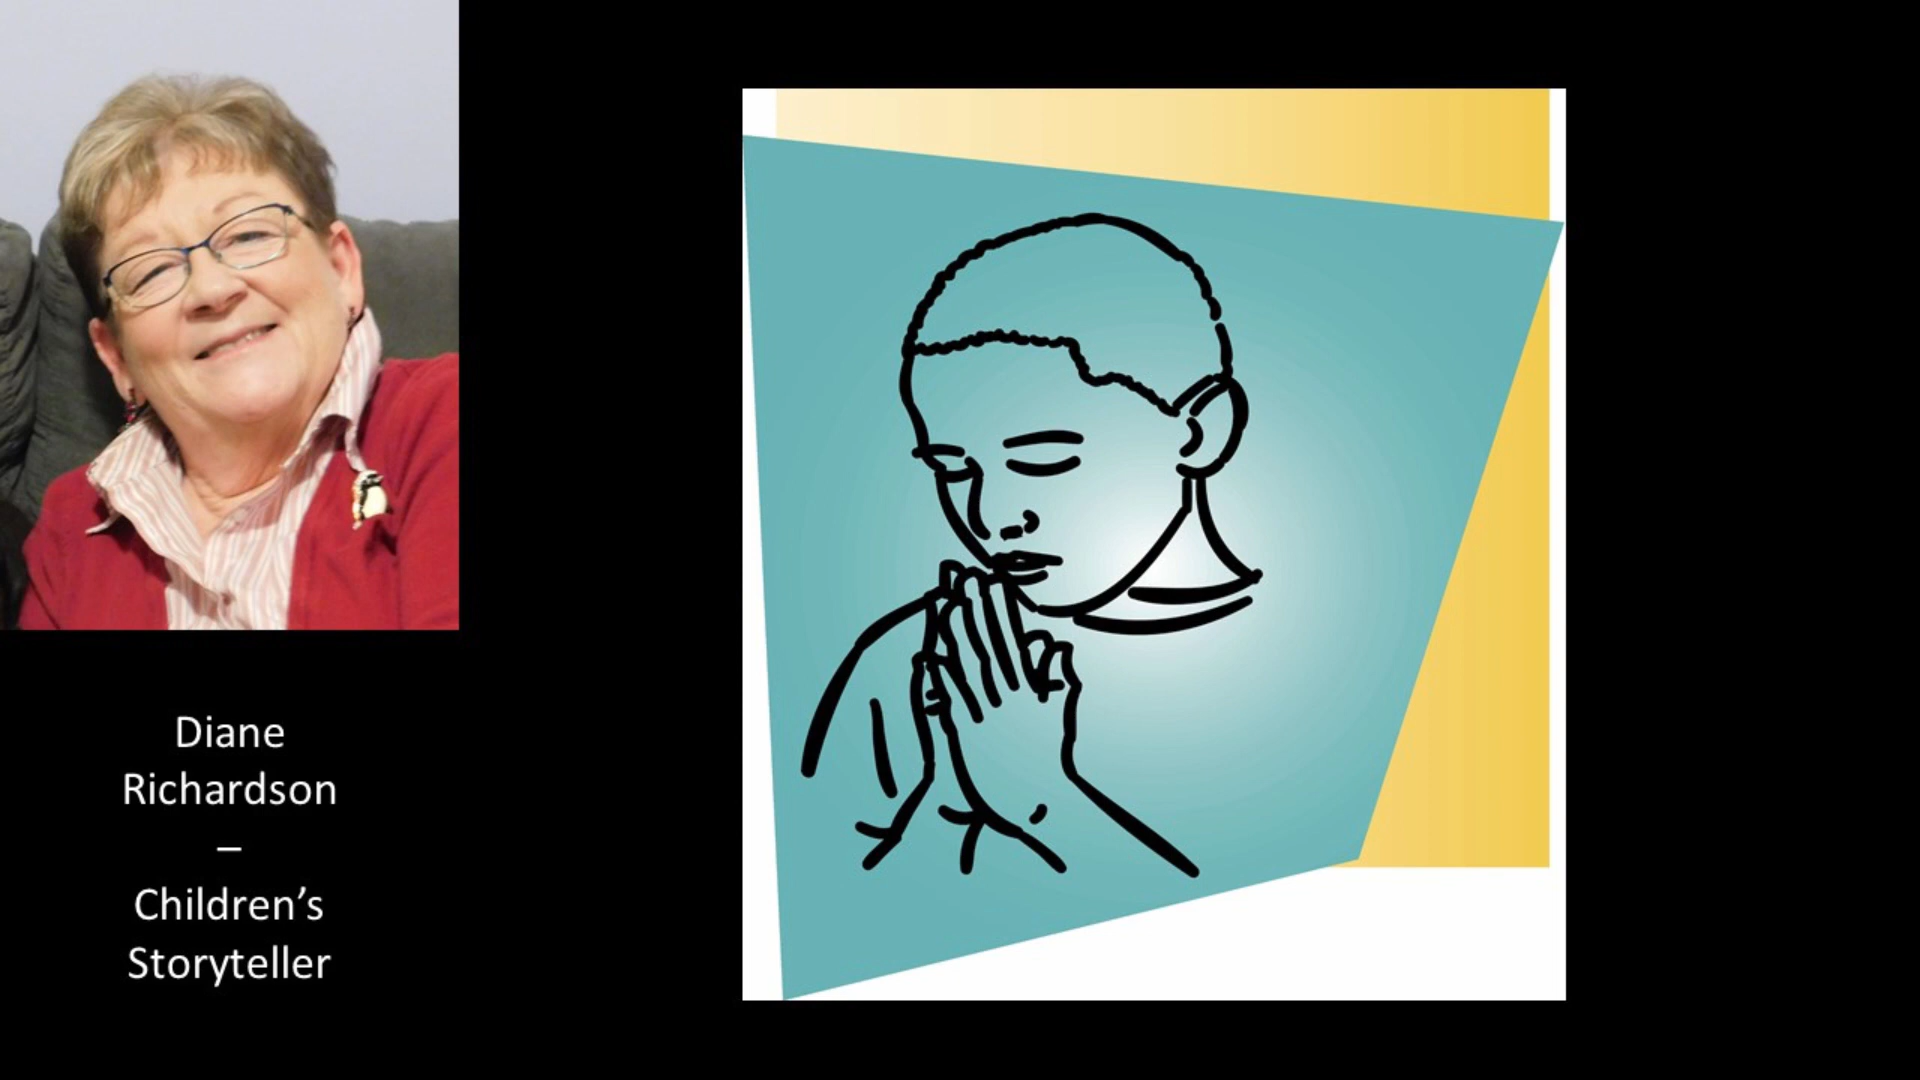 Diane
Richardson
–
Children’s
Storyteller